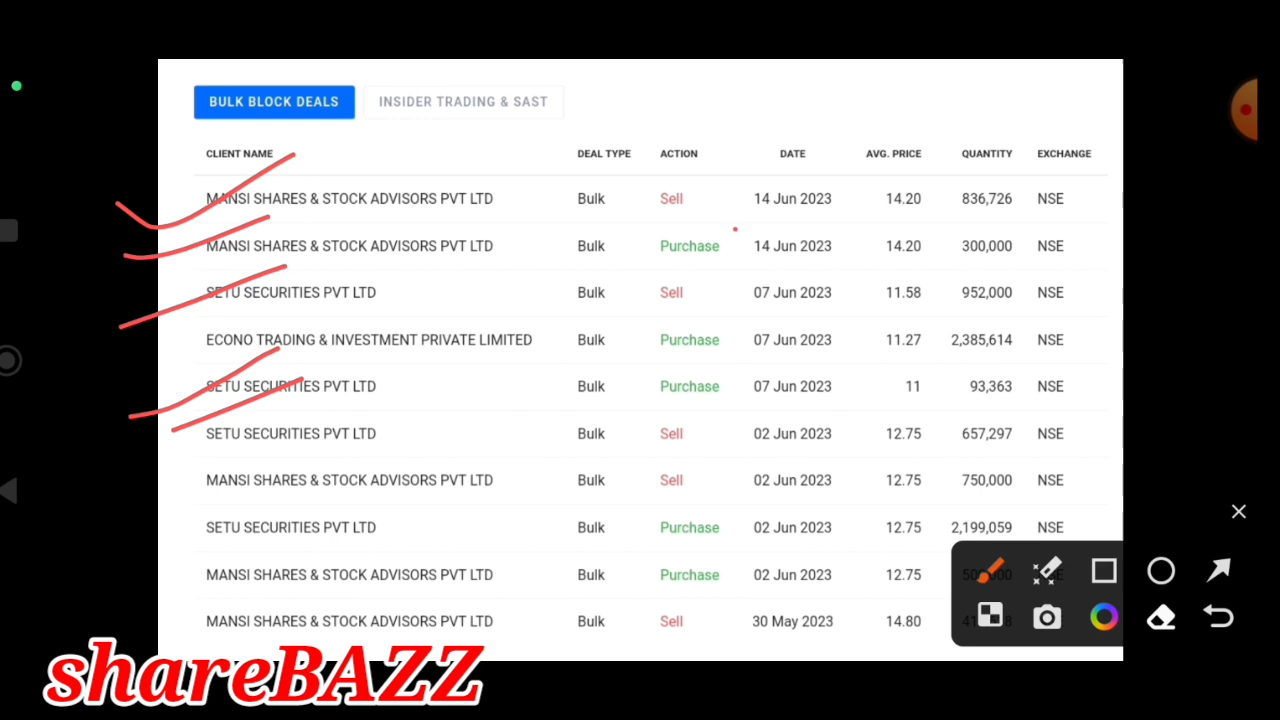 BULK BLOCK DEALS INSIDER TRADING & SAST
CLIENT NAME DEAL TYPE ACTION DATE AVG. PRICE QUANTITY EXCHANGE
MANSI SHARES & STOCK ADVISORS PVT LTD Bulk Sell 14 Jun 2023 14.20 836,726 NSE
MANSI SHARES & STOCK ADVISORS PVT LTD Bulk Purchase 14 Jun 2023 14.20 300,000 NSE
SETU SECURITIES PVT LTD Bulk Sell 07 Jun 2023 11.58 952,000 NSE
ECONO TRADING & INVESTMENT PRIVATE LIMITED Bulk Purchase 07 Jun 2023 11.27 2,385,614 NSE
SETU SECURITIES PVT LTD Bulk Purchase 07 Jun 2023 11 93,363 NSE
SETU SECURITIES PVT LTD Bulk Sell 02 Jun 2023 12.75 657,297 NSE
MANSI SHARES & STOCK ADVISORS PVT LTD Bulk Sell 02 Jun 2023 12.75 750,000 NSE
SETU SECURITIES PVT LTD Bulk Purchase 02 Jun 2023 12.75 2,199,059 NSE
MANSI SHARES & STOCK ADVISORS PVT LTD Bulk Purchase 02 Jun 2023 12.75
MANSI SHARES & STOCK ADVISORS PVT LTD Bulk Sell 30 May 2023 14.80
shareBAZZ